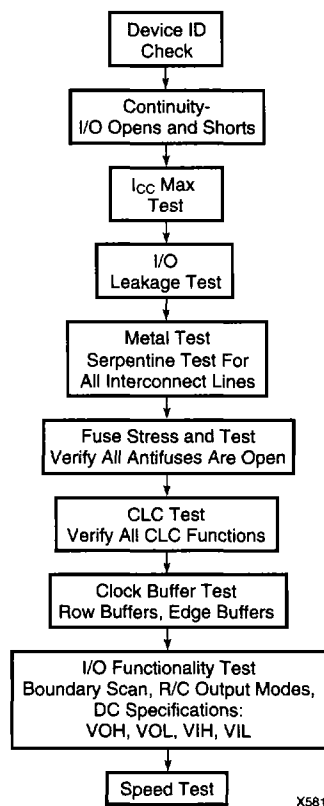 Device ID
Check
Continuity-
I/O Opens and Shorts
ICC Max
Test
I/O
Leakage Test
Metal Test
Serpentine Test For
All Interconnect Lines
Fuse Stress and Test
Verify All Antifuses Are Open
CLC Test
Verify All CLC Functions
Clock Buffer Test
Row Buffers, Edge Buffers
I/O Functionality Test
Boundary Scan, R/C Output Modes,
DC Specifications:
VOH, VOL, VIH, VIL
Speed Test